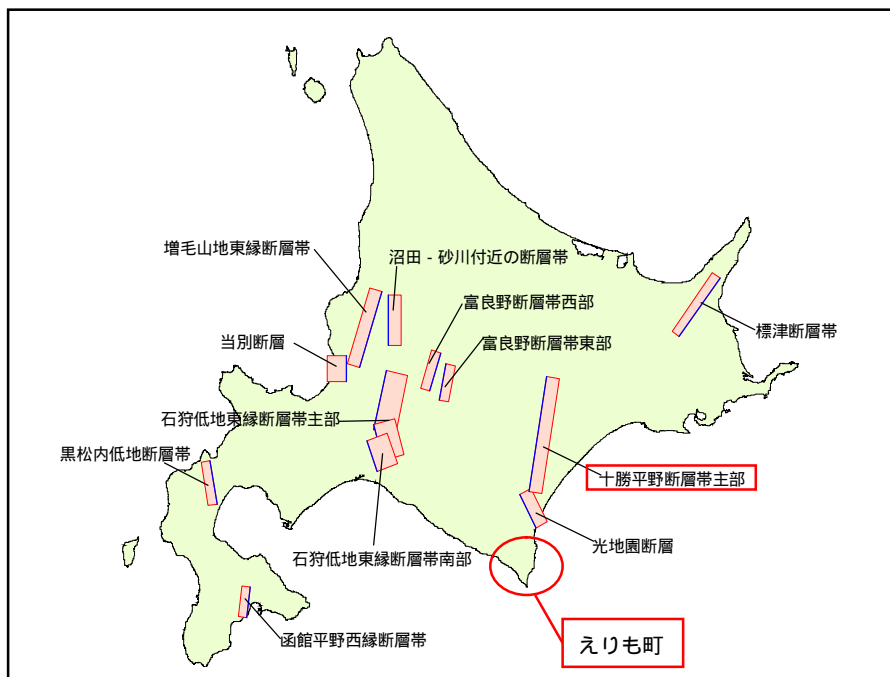 増毛山地東縁断層帯
沼田 - 砂川付近の断層帯
富良野断層帯西部
標津断層帯
当別断層
富良野断層帯東部
石狩低地東縁断層帯主部
黒松内低地断層帯
十勝平野断層帯主部
光地園断層
石狩低地東縁断層帯南部
函館平野西縁断層帯
えりも町